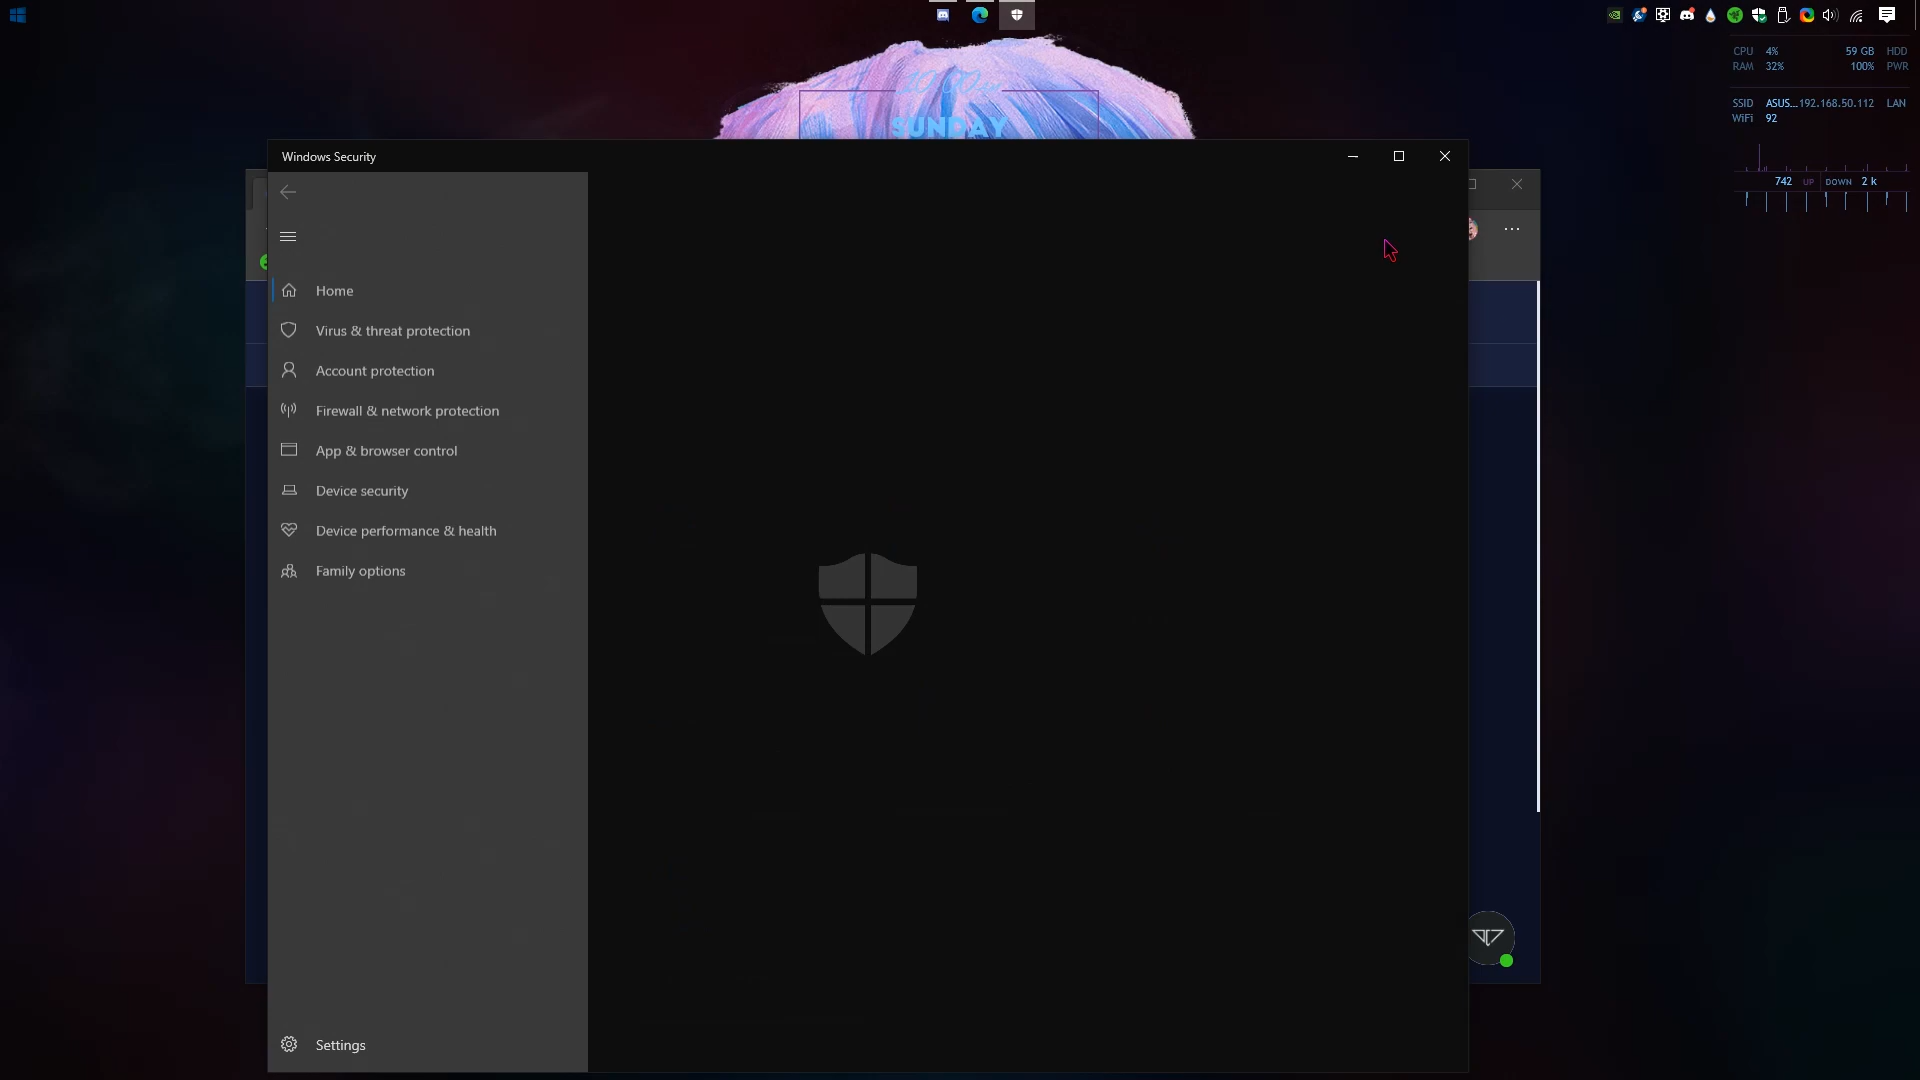 CPU 4% 59 GB HDD
RAM 32% 100% PWR
SSID ASUS... 192.168.50.112 LAN
WiFi 92
742 UP DOWN 2 k
SUNDAY
Windows Security
Home
Virus & threat protection
Account protection
Firewall & network protection
App & browser control
Device security
Device performance & health
Family options
Settings